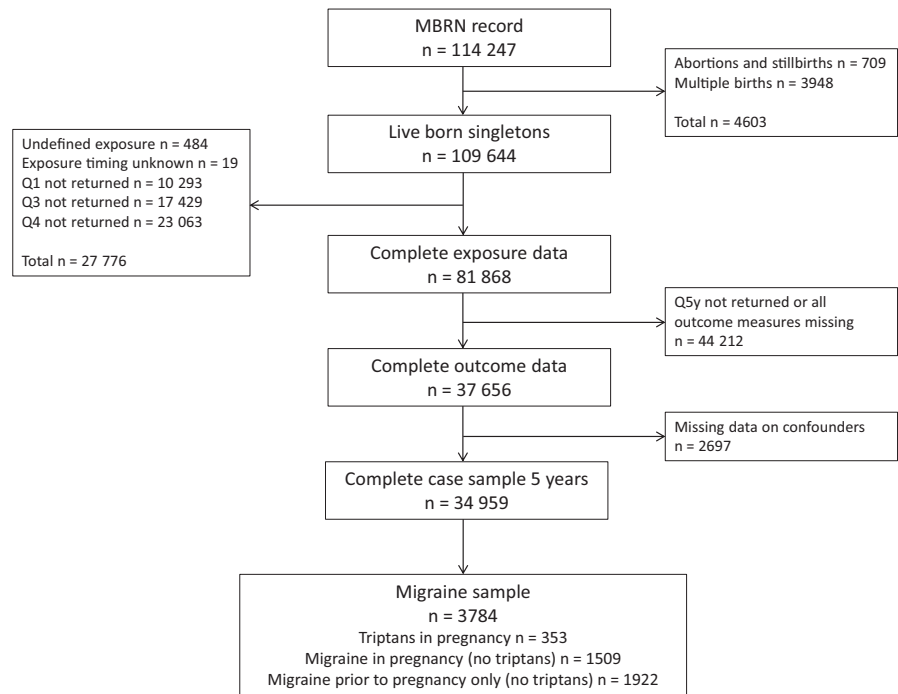 MBRN record
n = 114 247
Abortions and stillbirths n = 709
Multiple births n = 3948
Total n = 4603
Live born singletons
n = 109 644
Undefined exposure n = 484
Exposure timing unknown n = 19
Q1 not returned n = 10 293
Q3 not returned n = 17 429
Q4 not returned n = 23 063
Total n = 27 776
Complete exposure data
n = 81 868
Q5y not returned or all
outcome measures missing
n = 44 212
Complete outcome data
n = 37 656
Missing data on confounders
n = 2697
Complete case sample 5 years
n = 34 959
Migraine sample
n = 3784
Triptans in pregnancy n = 353
Migraine in pregnancy (no triptans) n = 1509
Migraine prior to pregnancy only (no triptans) n = 1922